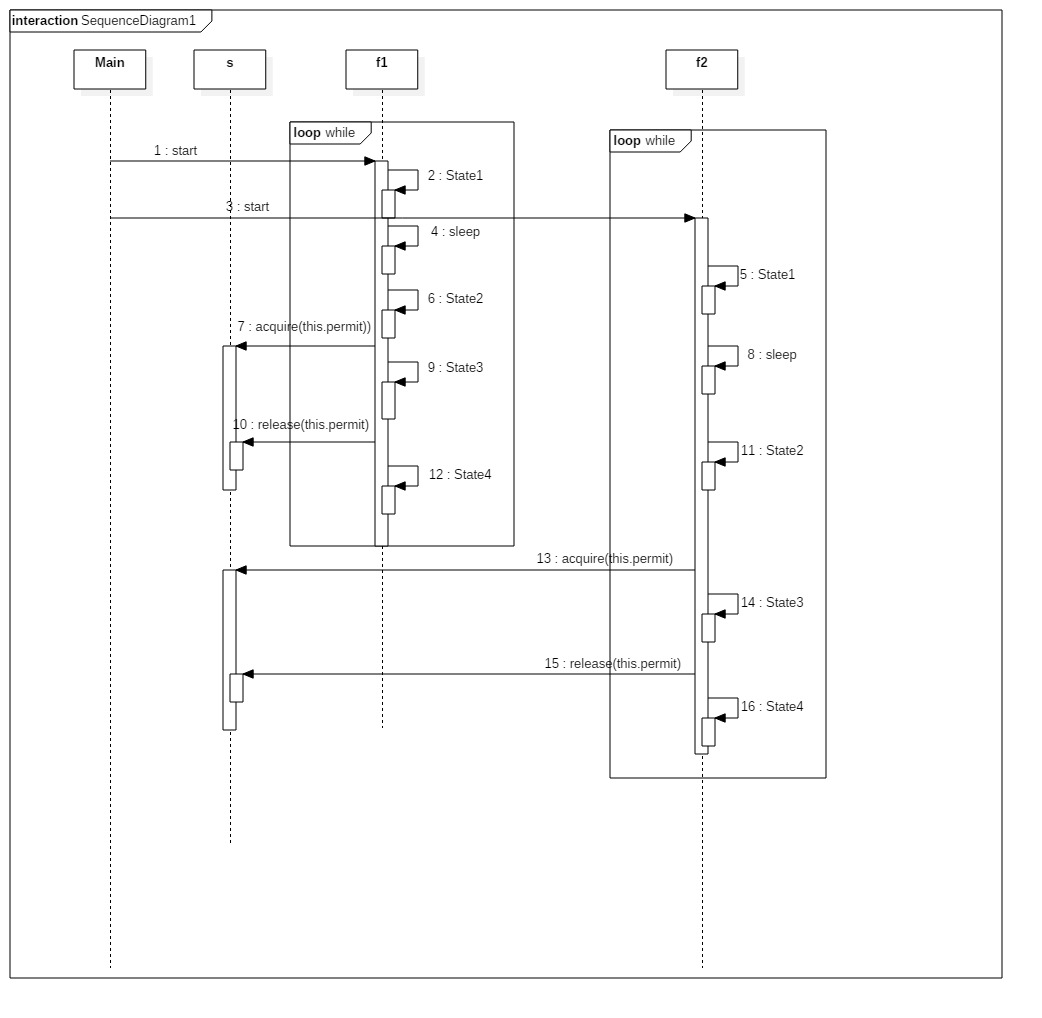 interaction SequenceDiagram1
Main
s
f1
f2
loop while
loop while
1 : start
2 : State1
3 : start
4 : sleep
5 : State1
6 : State2
7 : acquire(this.permit))
8 : sleep
9 : State3
10 : release(this.permit)
11 : State2
12 : State4
13 : acquire(this.permit)
14 : State3
15 : release(this.permit)
16 : State4